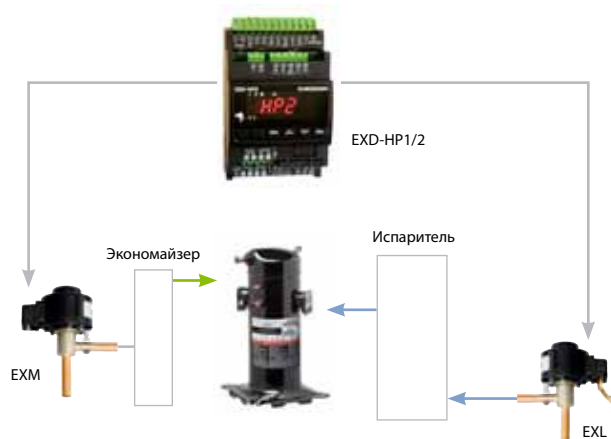 HP2
EXD-HP1/2
Испаритель
Экономайзер
EXM
EXL